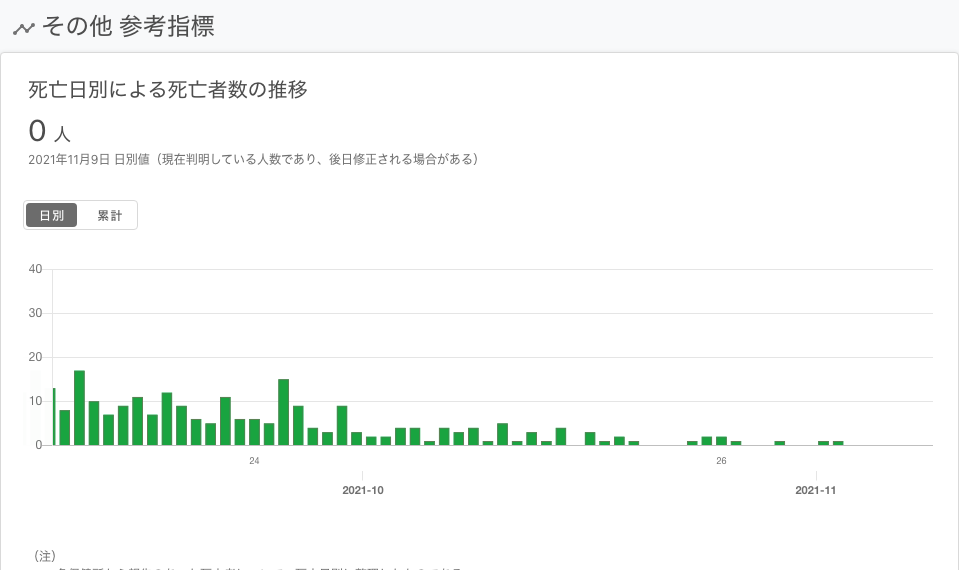 その他 参考指標
死亡日別による死亡者数の推移
0 人
2021年11月9日 日別値（現在判明している人数であり、後日修正される場合がある）
日別 累計
40
30
20
10
0
24 26
2021-10 2021-11
（注）